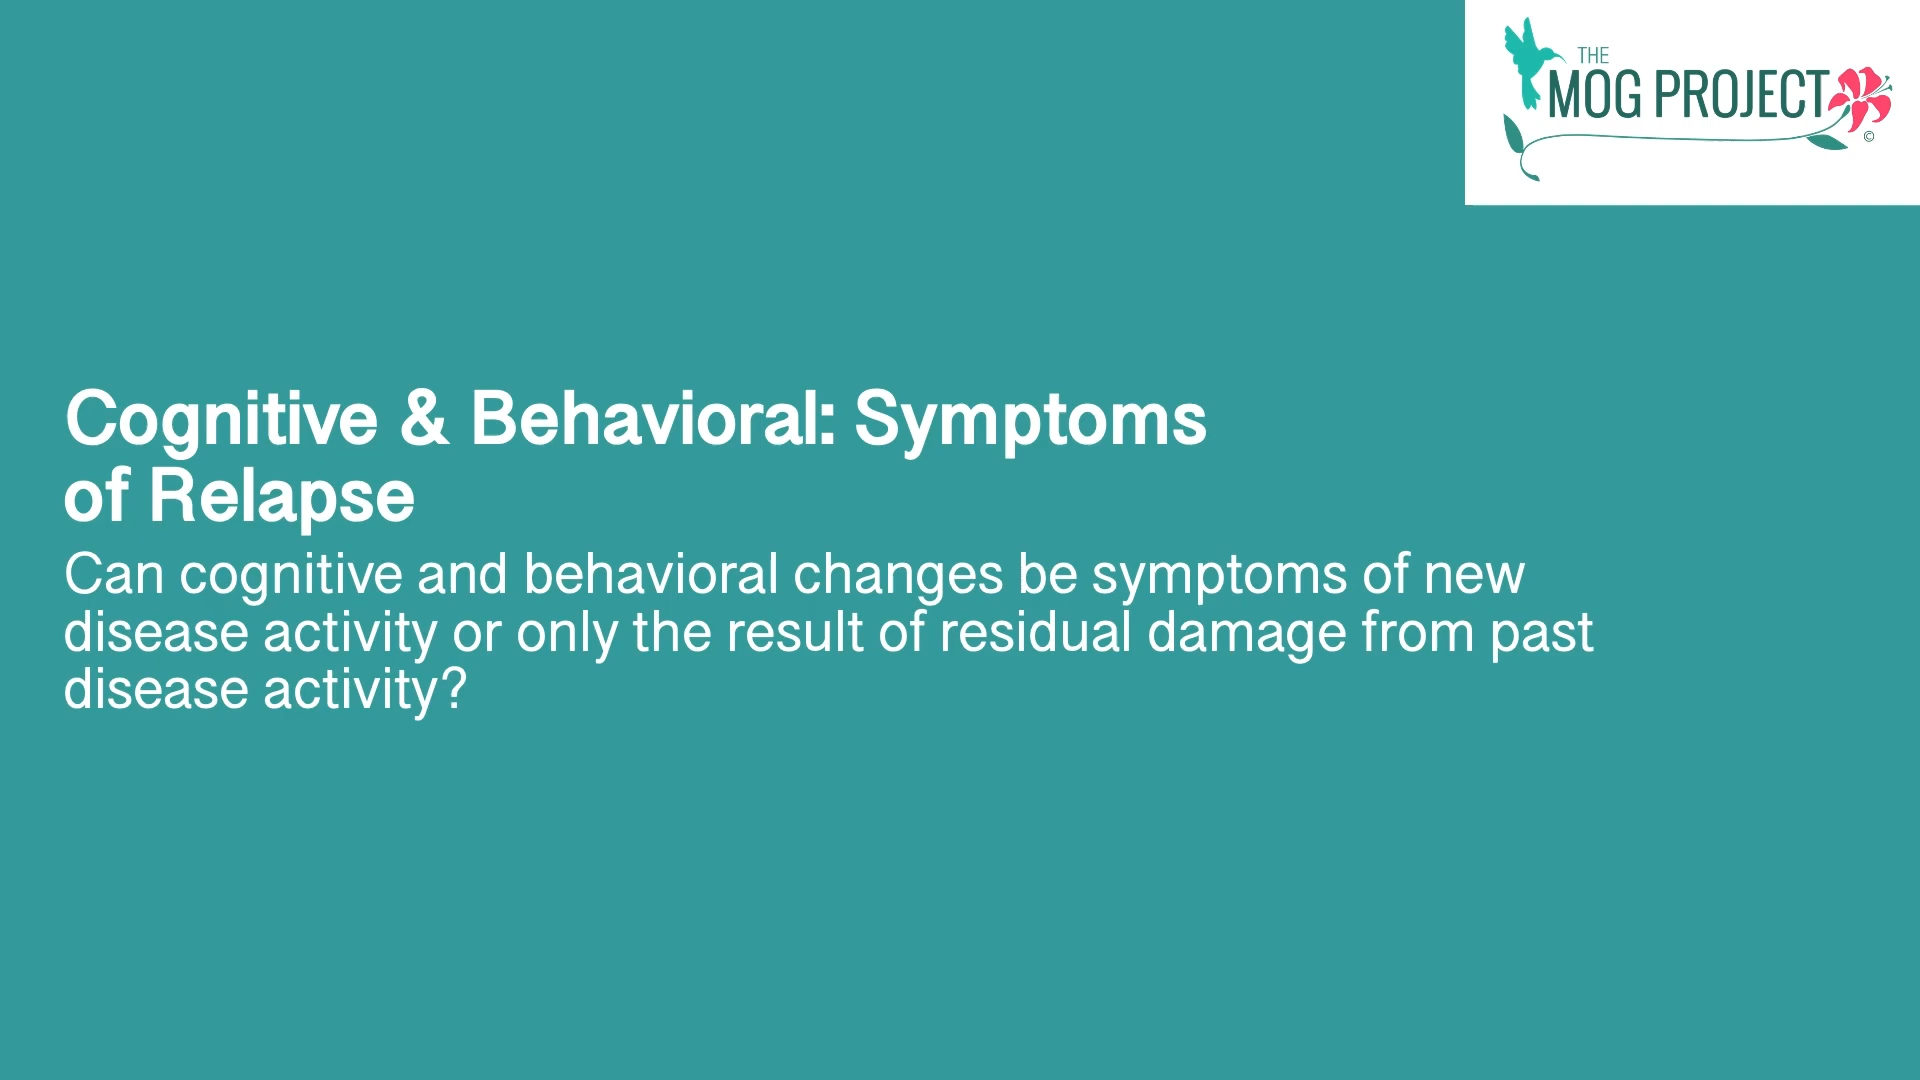 THE
MOG PROJECT
©
Cognitive & Behavioral: Symptoms
of Relapse
Can cognitive and behavioral changes be symptoms of new
disease activity or only the result of residual damage from past
disease activity?